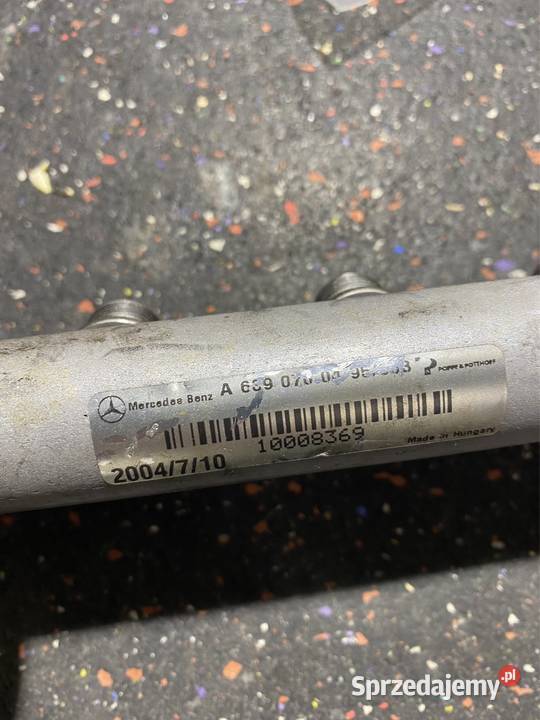 Mercedes Benz A 639 070 04 95
POPPE & POTTHOFF
10008369
2004/7/10
Made in Hungary
Sprzedajemy.pl